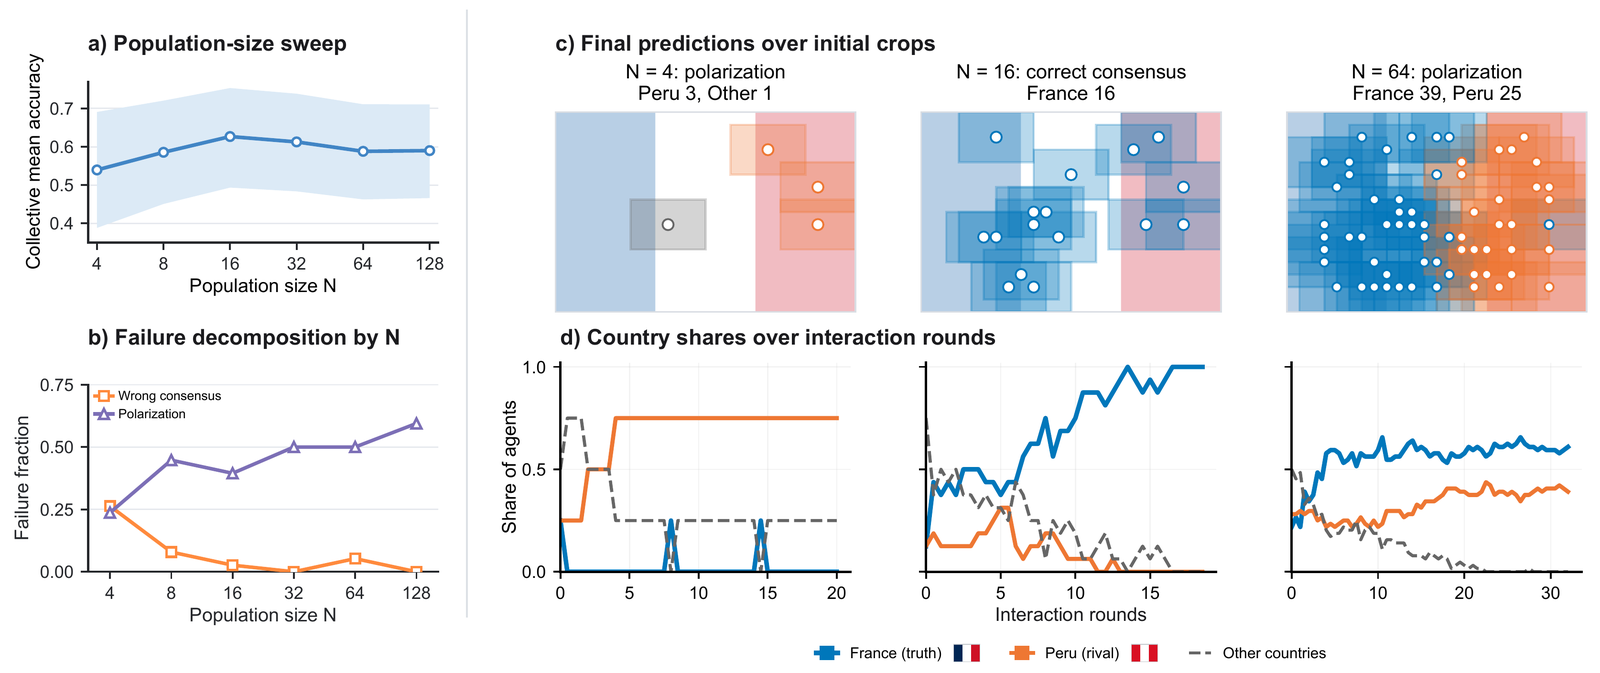 a) Population-size sweep
Collective mean accuracy
0.7
0.6
0.5
0.4
4 8 16 32 64 128
Population size N
b) Failure decomposition by N
Failure fraction
0.75
0.50
0.25
0.00
Wrong consensus
Polarization
4 8 16 32 64 128
Population size N
c) Final predictions over initial crops
N = 4: polarization
Peru 3, Other 1
N = 16: correct consensus
France 16
N = 64: polarization
France 39, Peru 25
d) Country shares over interaction rounds
Share of agents
1.0
0.5
0.0
0 5 10 15 20
0 5 10 15
Interaction rounds
0 10 20 30
France (truth)
Peru (rival)
Other countries